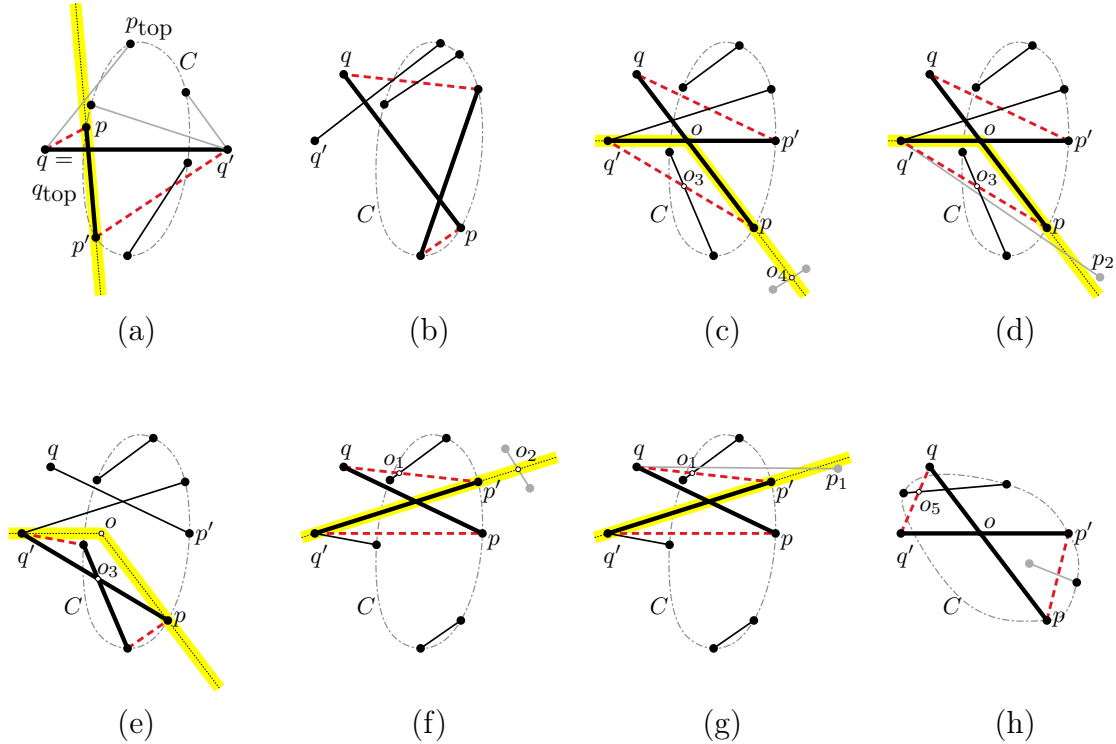 p_top
C
p
q =
q'
q_top
p'
(a)
q
q'
C
p
(b)
q
o
p'
q'
o_3
C
p
o_4
(c)
q
o
p'
q'
o_3
C
p
p_2
(d)
q
o
p'
q'
o_3
C
p
(e)
q
o_1
o_2
p'
q'
p
C
(f)
q
o_1
p_1
p'
q'
p
C
(g)
q
o_5
o
p'
q'
C
p
(h)